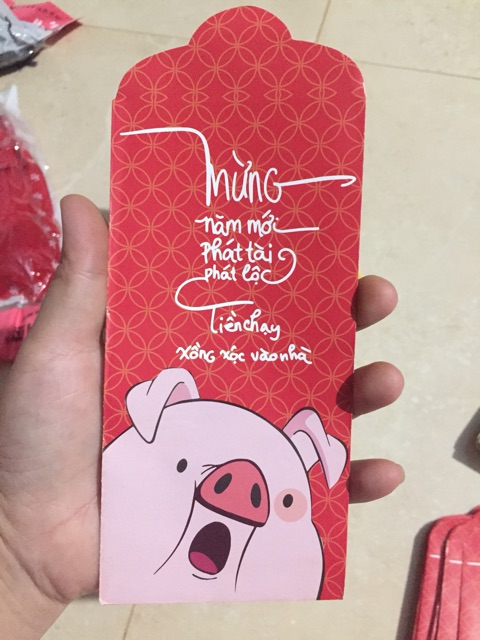 Mừng
năm mới
Phát tài
phát lộc
Tiền chạy
xồng xộc vào nhà